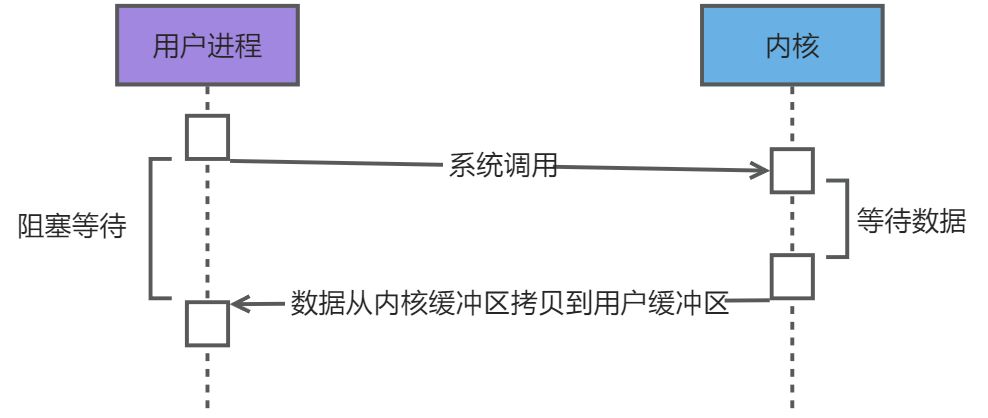 用户进程
内核
系统调用
阻塞等待
等待数据
数据从内核缓冲区拷贝到用户缓冲区